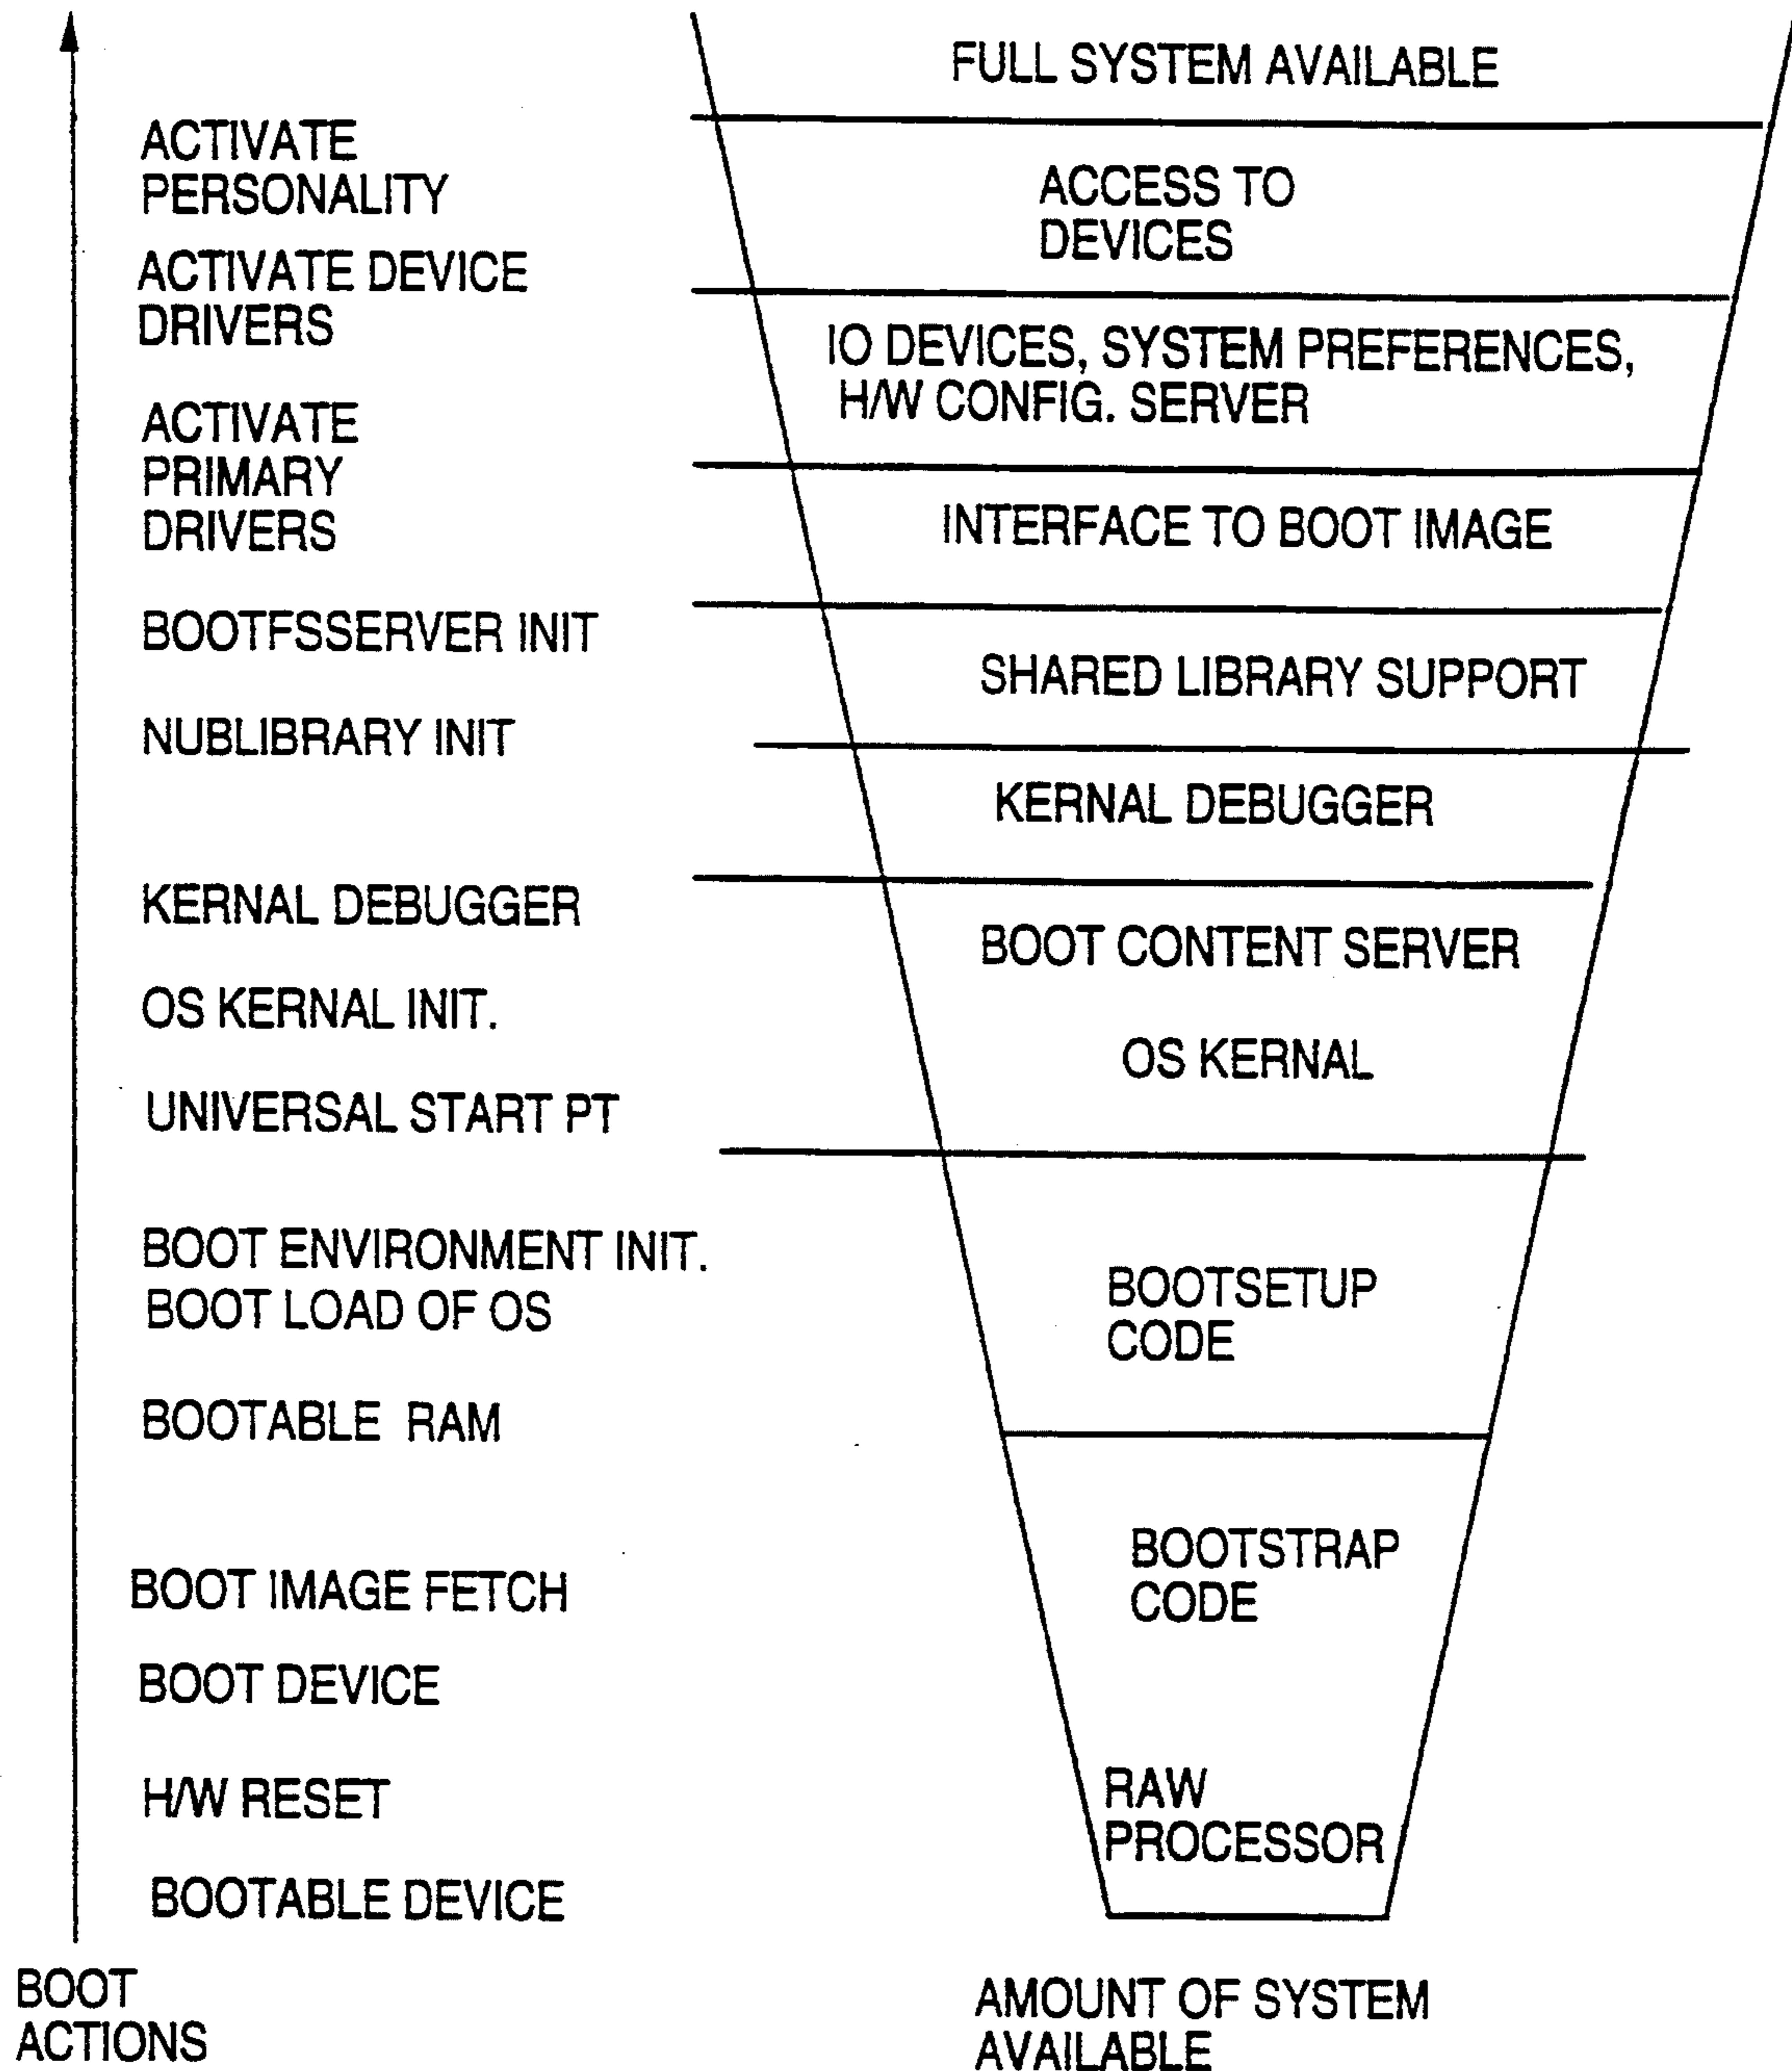 FULL SYSTEM AVAILABLE
ACTIVATE
PERSONALITY
ACCESS TO
DEVICES
ACTIVATE DEVICE
DRIVERS
IO DEVICES, SYSTEM PREFERENCES,
H/W CONFIG. SERVER
ACTIVATE
PRIMARY
DRIVERS
INTERFACE TO BOOT IMAGE
BOOTFSSERVER INIT
SHARED LIBRARY SUPPORT
NUBLIBRARY INIT
KERNAL DEBUGGER
KERNAL DEBUGGER
BOOT CONTENT SERVER
OS KERNAL INIT.
OS KERNAL
UNIVERSAL START PT
BOOT ENVIRONMENT INIT.
BOOT LOAD OF OS
BOOTSETUP
CODE
BOOTABLE RAM
BOOTSTRAP
CODE
BOOT IMAGE FETCH
BOOT DEVICE
H/W RESET
RAW
PROCESSOR
BOOTABLE DEVICE
BOOT
ACTIONS
AMOUNT OF SYSTEM
AVAILABLE